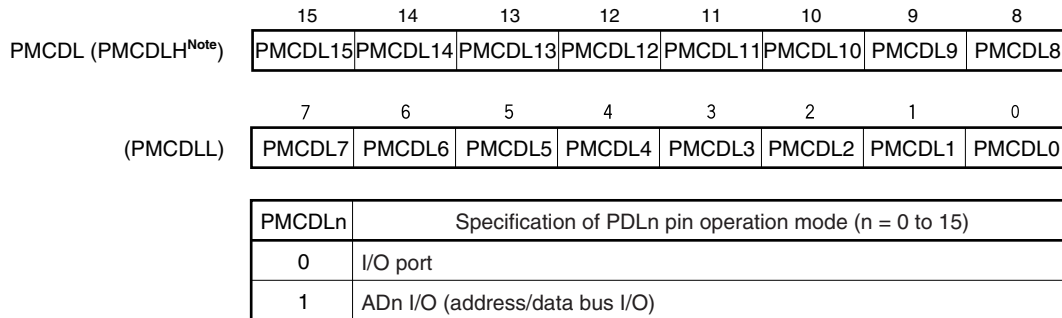 15 14 13 12 11 10 9 8
PMCDL (PMCDLH^Note) PMCDL15 PMCDL14 PMCDL13 PMCDL12 PMCDL11 PMCDL10 PMCDL9 PMCDL8
7 6 5 4 3 2 1 0
(PMCDLL) PMCDL7 PMCDL6 PMCDL5 PMCDL4 PMCDL3 PMCDL2 PMCDL1 PMCDL0
PMCDLn Specification of PDLn pin operation mode (n = 0 to 15)
0 I/O port
1 ADn I/O (address/data bus I/O)